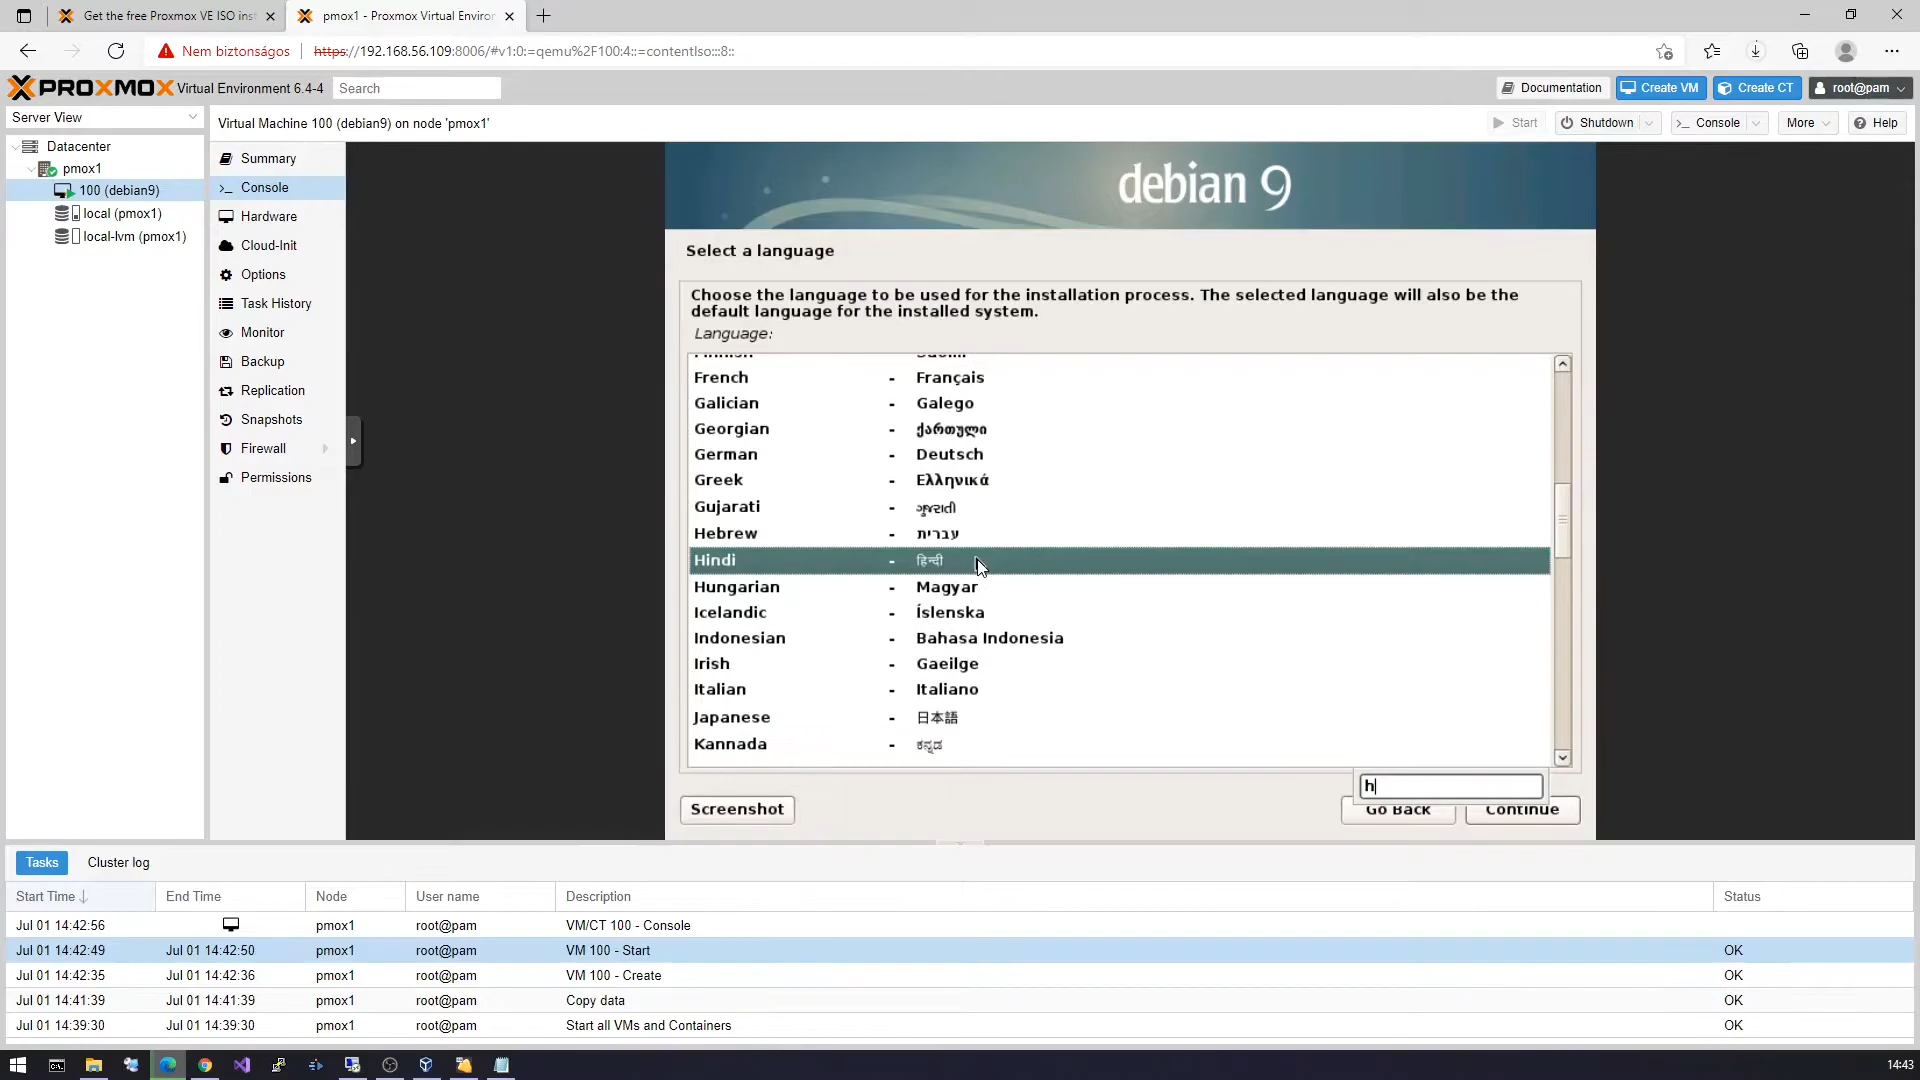 Get the free Proxmox VE ISO inst
pmox1 - Proxmox Virtual Enviror
Nem biztonságos
https://192.168.56.109:8006/#v1:0:=qemu%2F100:4::=contentIso:::8::
PROXMOX Virtual Environment 6.4-4
Search
Documentation
Create VM
Create CT
root@pam
Server View
Virtual Machine 100 (debian9) on node 'pmox1'
Start
Shutdown
Console
More
Help
Datacenter
pmox1
100 (debian9)
local (pmox1)
local-lvm (pmox1)
Summary
Console
Hardware
Cloud-Init
Options
Task History
Monitor
Backup
Replication
Snapshots
Firewall
Permissions
debian 9
Select a language
Choose the language to be used for the installation process. The selected language will also be the
default language for the installed system.
Language:
Finnish - Suomi
French - Français
Galician - Galego
Georgian - ქართული
German - Deutsch
Greek - Ελληνικά
Gujarati - ગુજરાતી
Hebrew - עברית
Hindi - हिन्दी
Hungarian - Magyar
Icelandic - Íslenska
Indonesian - Bahasa Indonesia
Irish - Gaeilge
Italian - Italiano
Japanese - 日本語
Kannada - ಕನ್ನಡ
h
Screenshot
Go Back
Continue
Tasks
Cluster log
Start Time End Time Node User name Description Status
Jul 01 14:42:56 pmox1 root@pam VM/CT 100 - Console
Jul 01 14:42:49 Jul 01 14:42:50 pmox1 root@pam VM 100 - Start OK
Jul 01 14:42:35 Jul 01 14:42:36 pmox1 root@pam VM 100 - Create OK
Jul 01 14:41:39 Jul 01 14:41:39 pmox1 root@pam Copy data OK
Jul 01 14:39:30 Jul 01 14:39:30 pmox1 root@pam Start all VMs and Containers OK
14:43